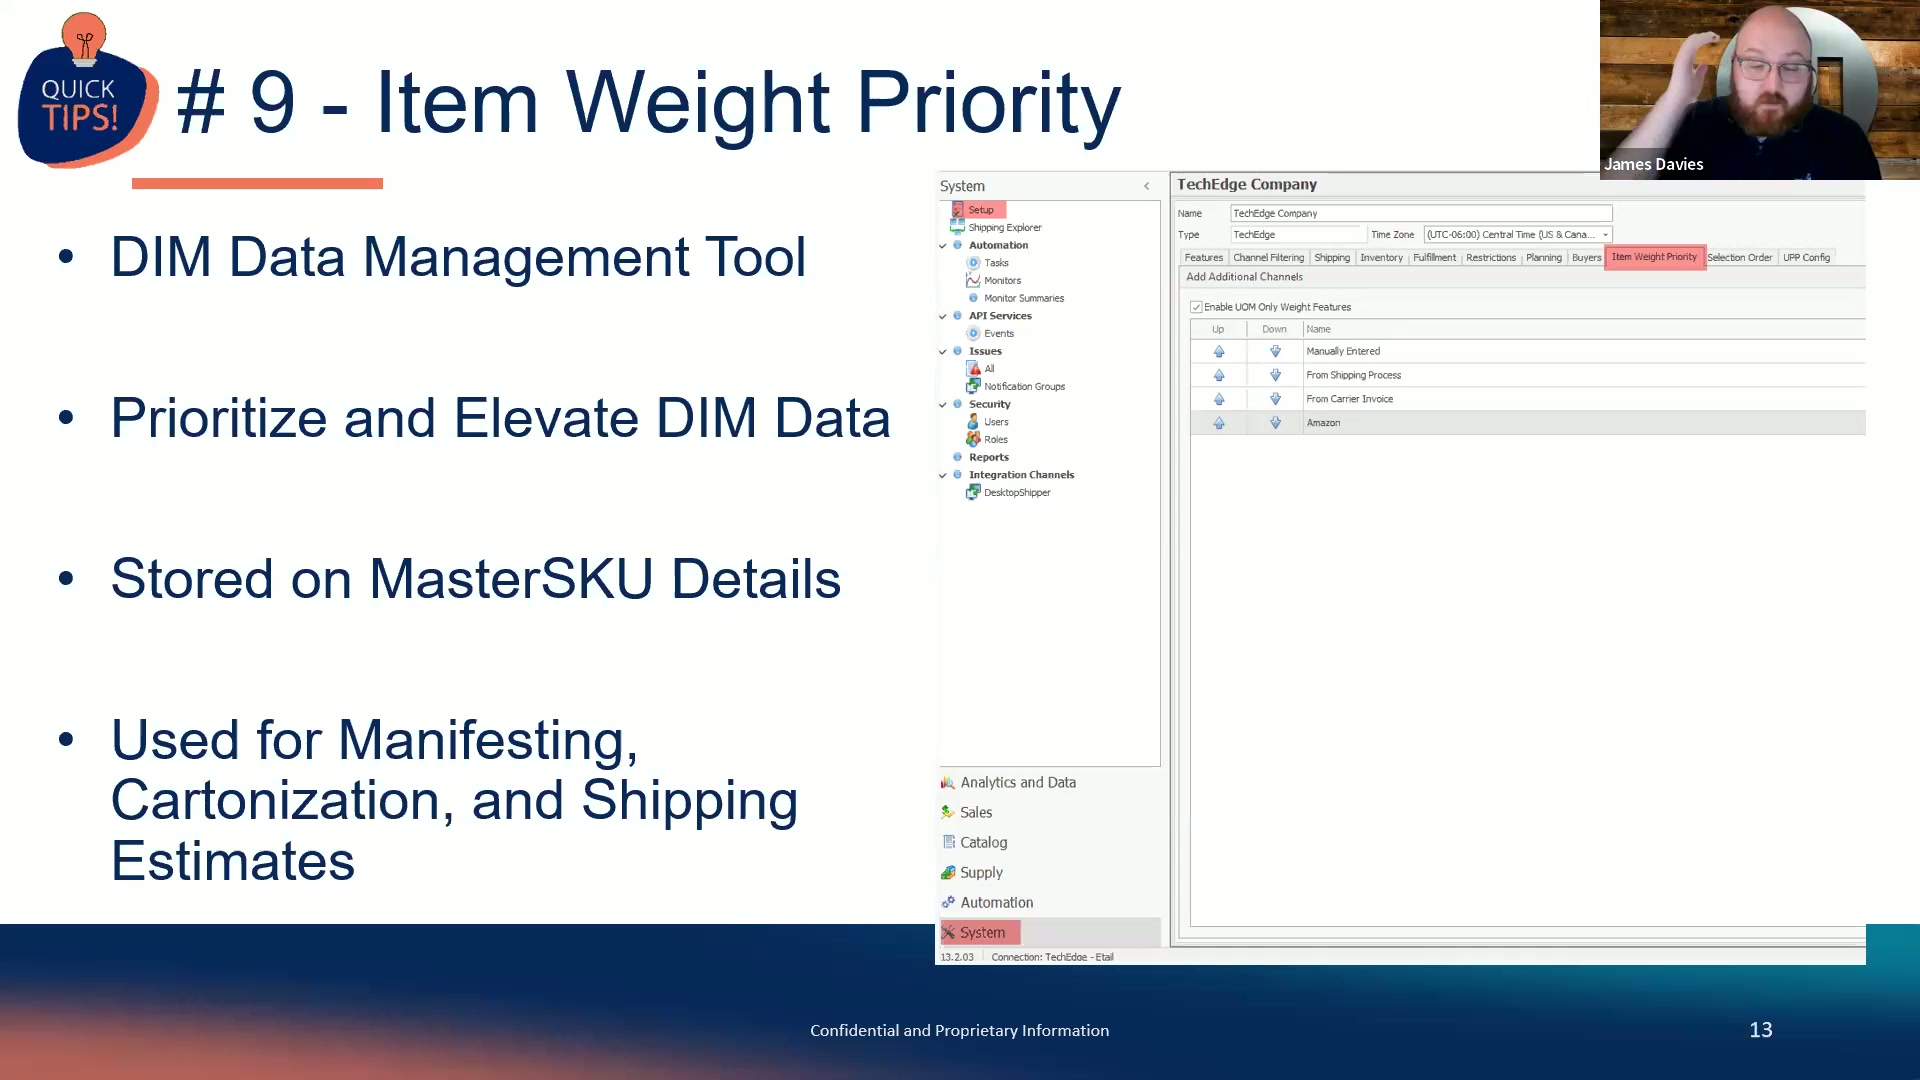 QUICK
TIPS!
# 9 - Item Weight Priority
James Davies
• DIM Data Management Tool
• Prioritize and Elevate DIM Data
• Stored on MasterSKU Details
• Used for Manifesting,
Cartonization, and Shipping
Estimates
System
Setup
Shipping Explorer
Automation
Tasks
Monitors
Monitor Summaries
API Services
Events
Issues
All
Notification Groups
Security
Users
Roles
Reports
Integration Channels
DesktopShipper
Analytics and Data
Sales
Catalog
Supply
Automation
System
13.2.03 Connection: TechEdge - Etail
TechEdge Company
Name TechEdge Company
Type TechEdge Time Zone (UTC-06:00) Central Time (US & Cana...
Features Channel Filtering Shipping Inventory Fulfillment Restrictions Planning Buyers Item Weight Priority Selection Order UPP Config
Add Additional Channels
Enable UOM Only Weight Features
Up Down Name
Manually Entered
From Shipping Process
From Carrier Invoice
Amazon
Confidential and Proprietary Information
13